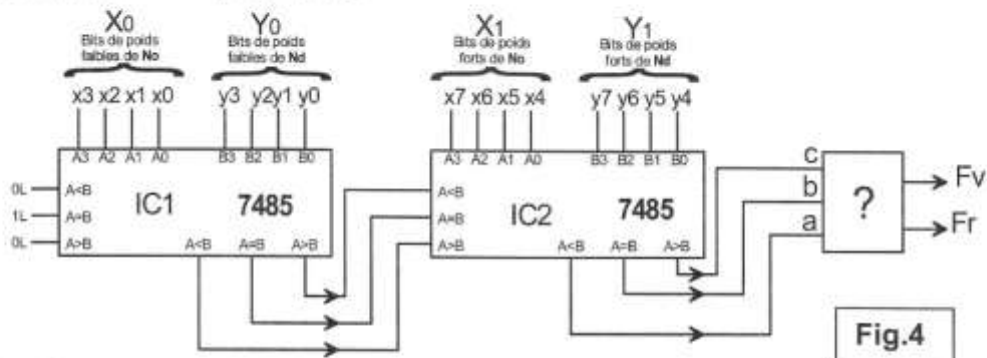 X0 Y0 X1 Y1
Bits de poids Bits de poids Bits de poids Bits de poids
faibles de No faibles de Nd forts de No forts de Nd
x3 x2 x1 x0 y3 y2 y1 y0 x7 x6 x5 x4 y7 y6 y5 y4
A3 A2 A1 A0 B3 B2 B1 B0 A3 A2 A1 A0 B3 B2 B1 B0
0L A<B A<B c
IC1 7485 IC2 7485 b ? Fv
1L A=B A=B a Fr
0L A>B A>B
A<B A=B A>B A<B A=B A>B
Fig.4